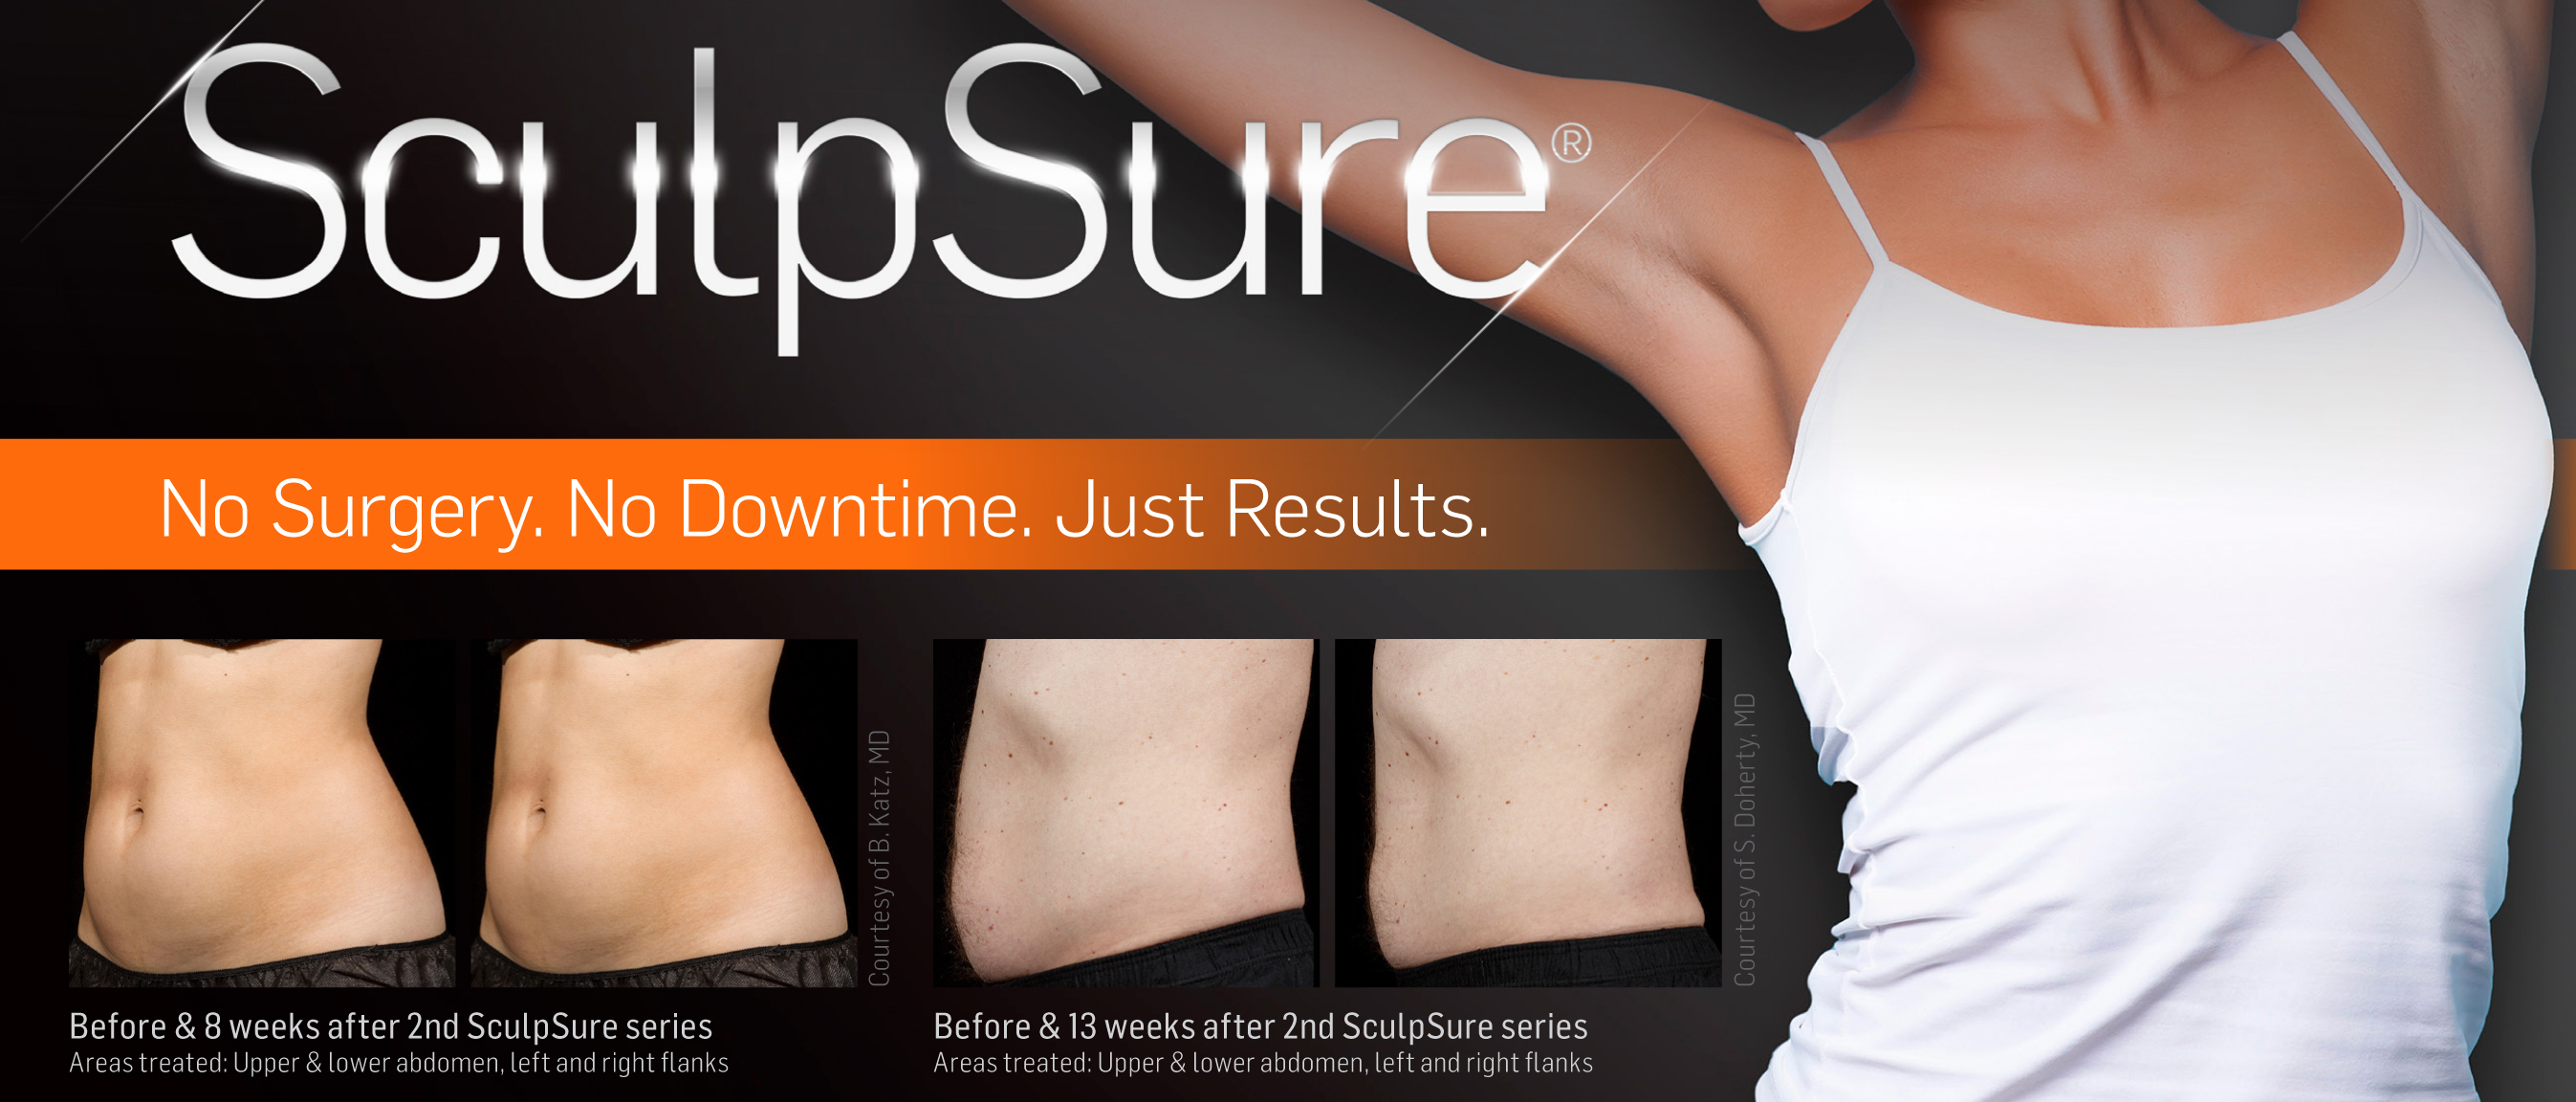 SculpSure®
No Surgery. No Downtime. Just Results.
Courtesy of B. Katz, MD
Courtesy of S. Doherty, MD
Before & 8 weeks after 2nd SculpSure series
Areas treated: Upper & lower abdomen, left and right flanks
Before & 13 weeks after 2nd SculpSure series
Areas treated: Upper & lower abdomen, left and right flanks